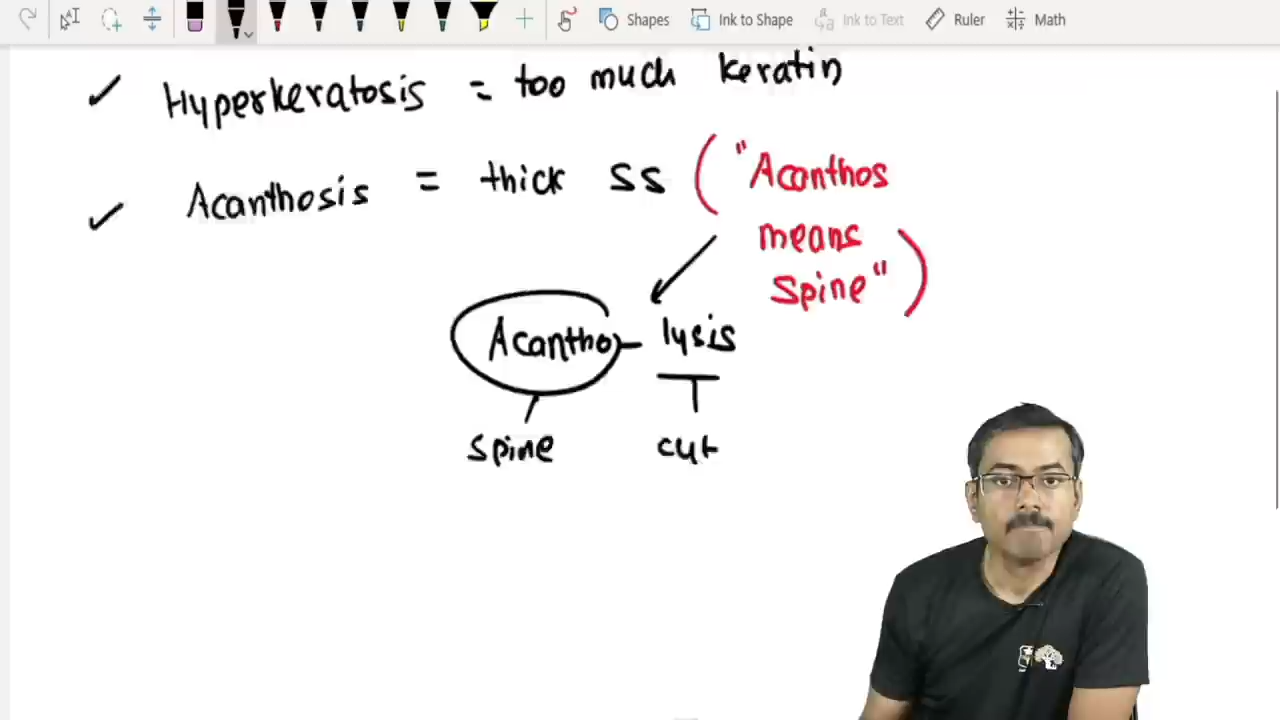 Shapes Ink to Shape Ink to Text Ruler Math
Hyperkeratosis = too much keratin
Acanthosis = thick ss ("Acanthos
means
spine")
Acantho- lysis
spine cut